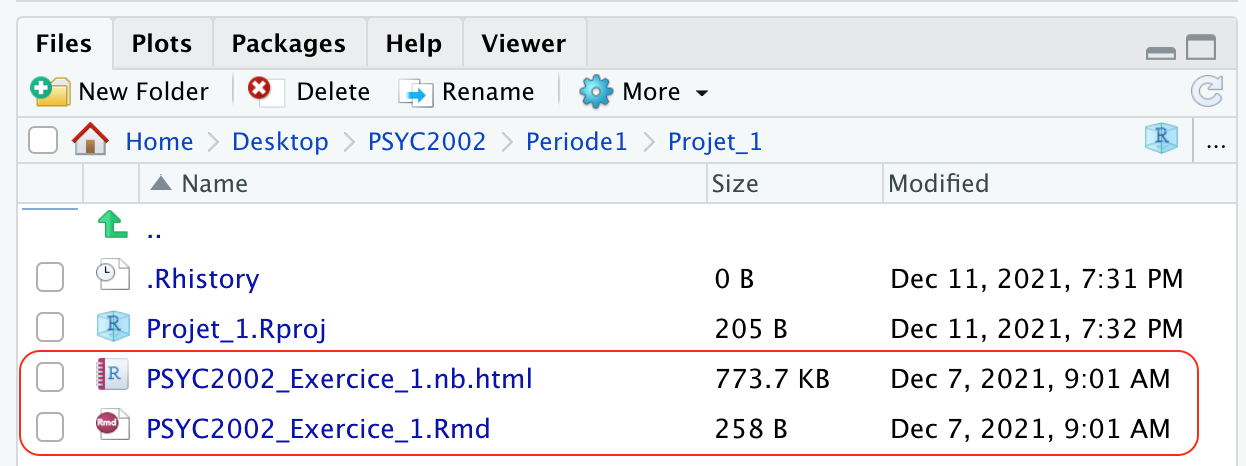 Files Plots Packages Help Viewer
New Folder Delete Rename More
Home Desktop PSYC2002 Periode1 Projet_1 R ...
Name Size Modified
..
.Rhistory 0 B Dec 11, 2021, 7:31 PM
R Projet_1.Rproj 205 B Dec 11, 2021, 7:32 PM
R PSYC2002_Exercice_1.nb.html 773.7 KB Dec 7, 2021, 9:01 AM
Rmd PSYC2002_Exercice_1.Rmd 258 B Dec 7, 2021, 9:01 AM